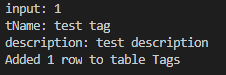 input: 1
tName: test tag
description: test description
Added 1 row to table Tags